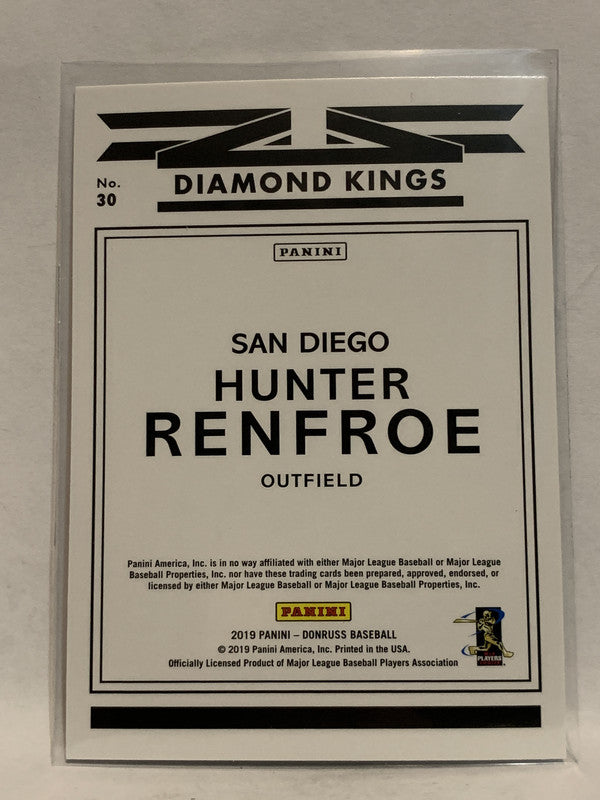 No.
30
DIAMOND KINGS
PANINI
SAN DIEGO
HUNTER
RENFROE
OUTFIELD
Panini America, Inc. is in no way affiliated with either Major League Baseball or Major League
Baseball Properties, Inc. nor have these trading cards been prepared, approved, endorsed, or
licensed by either Major League Baseball or Major League Baseball Properties, Inc.
PANINI
2019 PANINI – DONRUSS BASEBALL
© 2019 Panini America, Inc. Printed in the USA.
Officially Licensed Product of Major League Baseball Players Association
PLAYERS